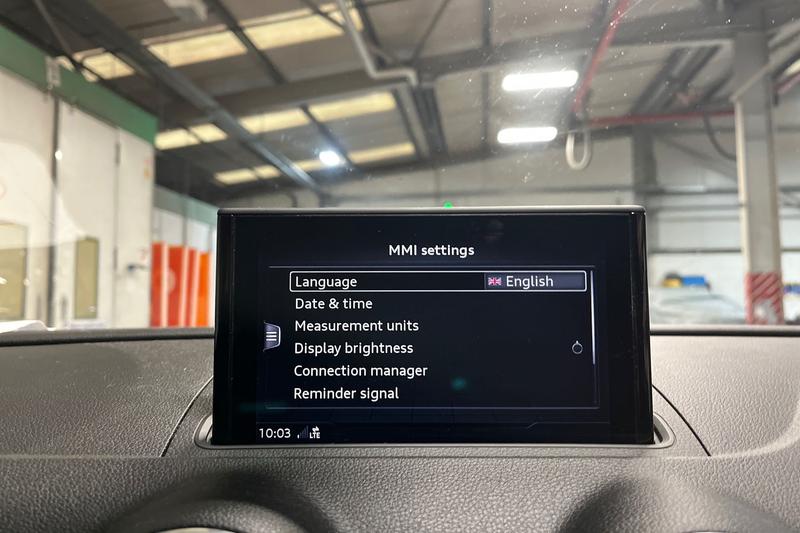 MMI settings
Language English
Date & time
Measurement units
Display brightness
Connection manager
Reminder signal
10:03 LTE